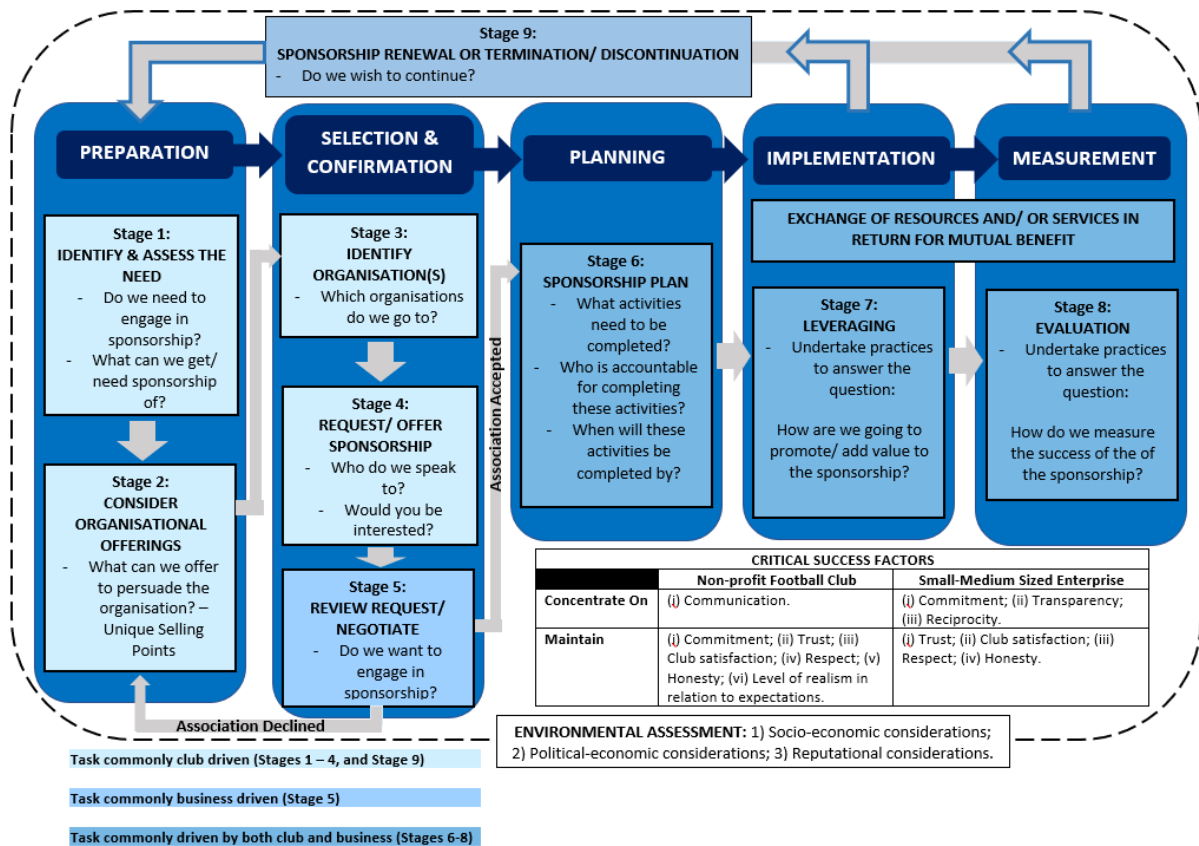 Stage 9:
SPONSORSHIP RENEWAL OR TERMINATION/ DISCONTINUATION
- Do we wish to continue?
PREPARATION
SELECTION &
CONFIRMATION
PLANNING
IMPLEMENTATION
MEASUREMENT
Stage 1:
IDENTIFY & ASSESS THE
NEED
- Do we need to
engage in
sponsorship?
- What can we get/
need sponsorship
of?
Stage 2:
CONSIDER
ORGANISATIONAL
OFFERINGS
- What can we offer
to persuade the
organisation? –
Unique Selling
Points
Stage 3:
IDENTIFY
ORGANISATION(S)
- Which organisations
do we go to?
Stage 4:
REQUEST/ OFFER
SPONSORSHIP
- Who do we speak
to?
- Would you be
interested?
Stage 5:
REVIEW REQUEST/
NEGOTIATE
- Do we want to
engage in
sponsorship?
Association Declined
Association Accepted
Stage 6:
SPONSORSHIP PLAN
- What activities
need to be
completed?
- Who is accountable
for completing
these activities?
- When will these
activities be
completed by?
EXCHANGE OF RESOURCES AND/ OR SERVICES IN
RETURN FOR MUTUAL BENEFIT
Stage 7:
LEVERAGING
- Undertake practices
to answer the
question:
How are we going to
promote/ add value to
the sponsorship?
Stage 8:
EVALUATION
- Undertake practices
to answer the
question:
How do we measure
the success of the of
the sponsorship?
CRITICAL SUCCESS FACTORS
Non-profit Football Club
Small-Medium Sized Enterprise
Concentrate On
(i) Communication.
(i) Commitment; (ii) Transparency;
(iii) Reciprocity.
Maintain
(i) Commitment; (ii) Trust; (iii)
Club satisfaction; (iv) Respect; (v)
Honesty; (vi) Level of realism in
relation to expectations.
(i) Trust; (ii) Club satisfaction; (iii)
Respect; (iv) Honesty.
ENVIRONMENTAL ASSESSMENT: 1) Socio-economic considerations;
2) Political-economic considerations; 3) Reputational considerations.
Task commonly club driven (Stages 1 – 4, and Stage 9)
Task commonly business driven (Stage 5)
Task commonly driven by both club and business (Stages 6-8)